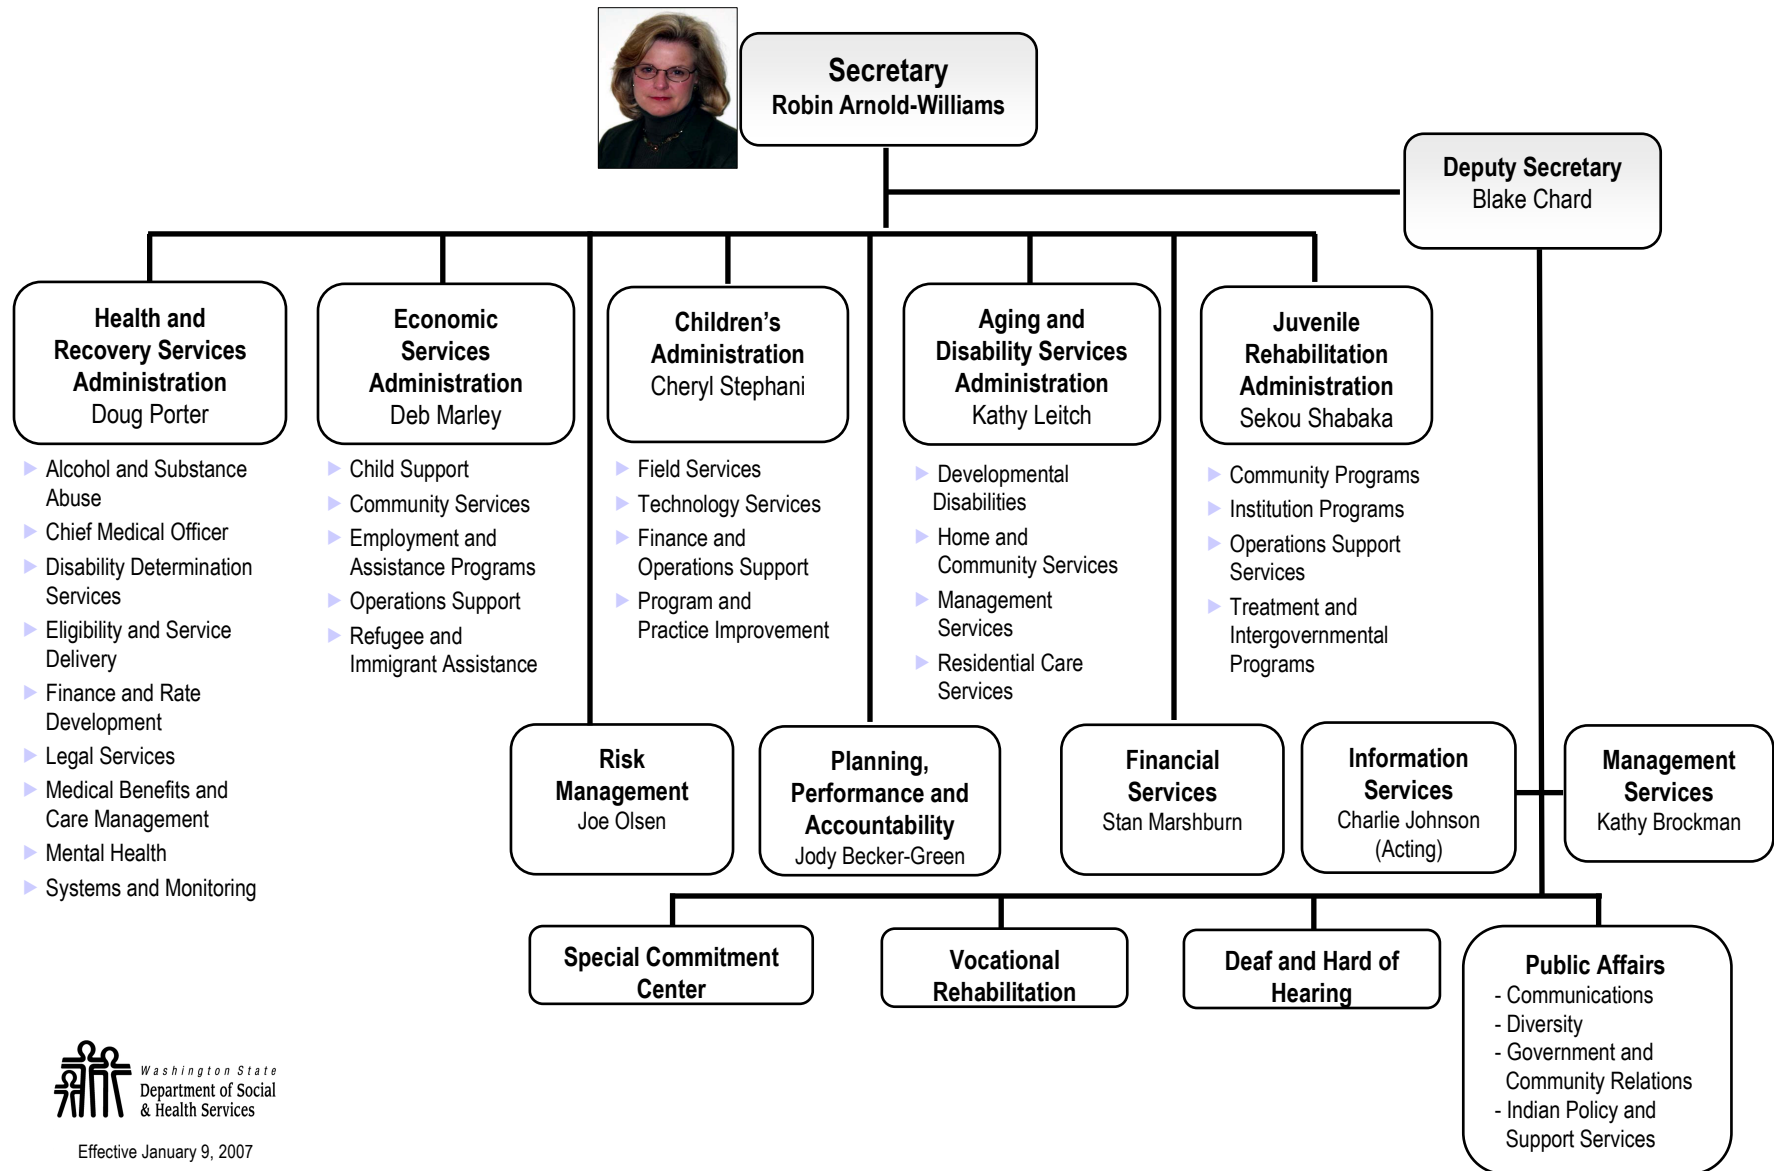 Secretary
Robin Arnold-Williams
Deputy Secretary
Blake Chard
Health and
Recovery Services
Administration
Doug Porter
▶ Alcohol and Substance
Abuse
▶ Chief Medical Officer
▶ Disability Determination
Services
▶ Eligibility and Service
Delivery
▶ Finance and Rate
Development
▶ Legal Services
▶ Medical Benefits and
Care Management
▶ Mental Health
▶ Systems and Monitoring
Economic
Services
Administration
Deb Marley
▶ Child Support
▶ Community Services
▶ Employment and
Assistance Programs
▶ Operations Support
▶ Refugee and
Immigrant Assistance
Children's
Administration
Cheryl Stephani
▶ Field Services
▶ Technology Services
▶ Finance and
Operations Support
▶ Program and
Practice Improvement
Aging and
Disability Services
Administration
Kathy Leitch
▶ Developmental
Disabilities
▶ Home and
Community Services
▶ Management
Services
▶ Residential Care
Services
Juvenile
Rehabilitation
Administration
Sekou Shabaka
▶ Community Programs
▶ Institution Programs
▶ Operations Support
Services
▶ Treatment and
Intergovernmental
Programs
Risk
Management
Joe Olsen
Planning,
Performance and
Accountability
Jody Becker-Green
Financial
Services
Stan Marshburn
Information
Services
Charlie Johnson
(Acting)
Management
Services
Kathy Brockman
Special Commitment
Center
Vocational
Rehabilitation
Deaf and Hard of
Hearing
Public Affairs
- Communications
- Diversity
- Government and
Community Relations
- Indian Policy and
Support Services
Washington State
Department of Social
& Health Services
Effective January 9, 2007